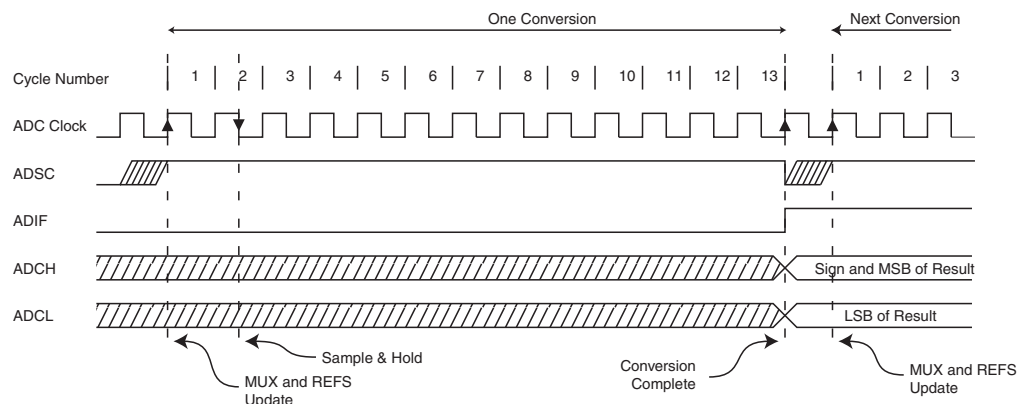 One Conversion
Next Conversion
Cycle Number
1 2 3 4 5 6 7 8 9 10 11 12 13 1 2 3
ADC Clock
ADSC
ADIF
ADCH
Sign and MSB of Result
ADCL
LSB of Result
Sample & Hold
MUX and REFS
Update
Conversion
Complete
MUX and REFS
Update